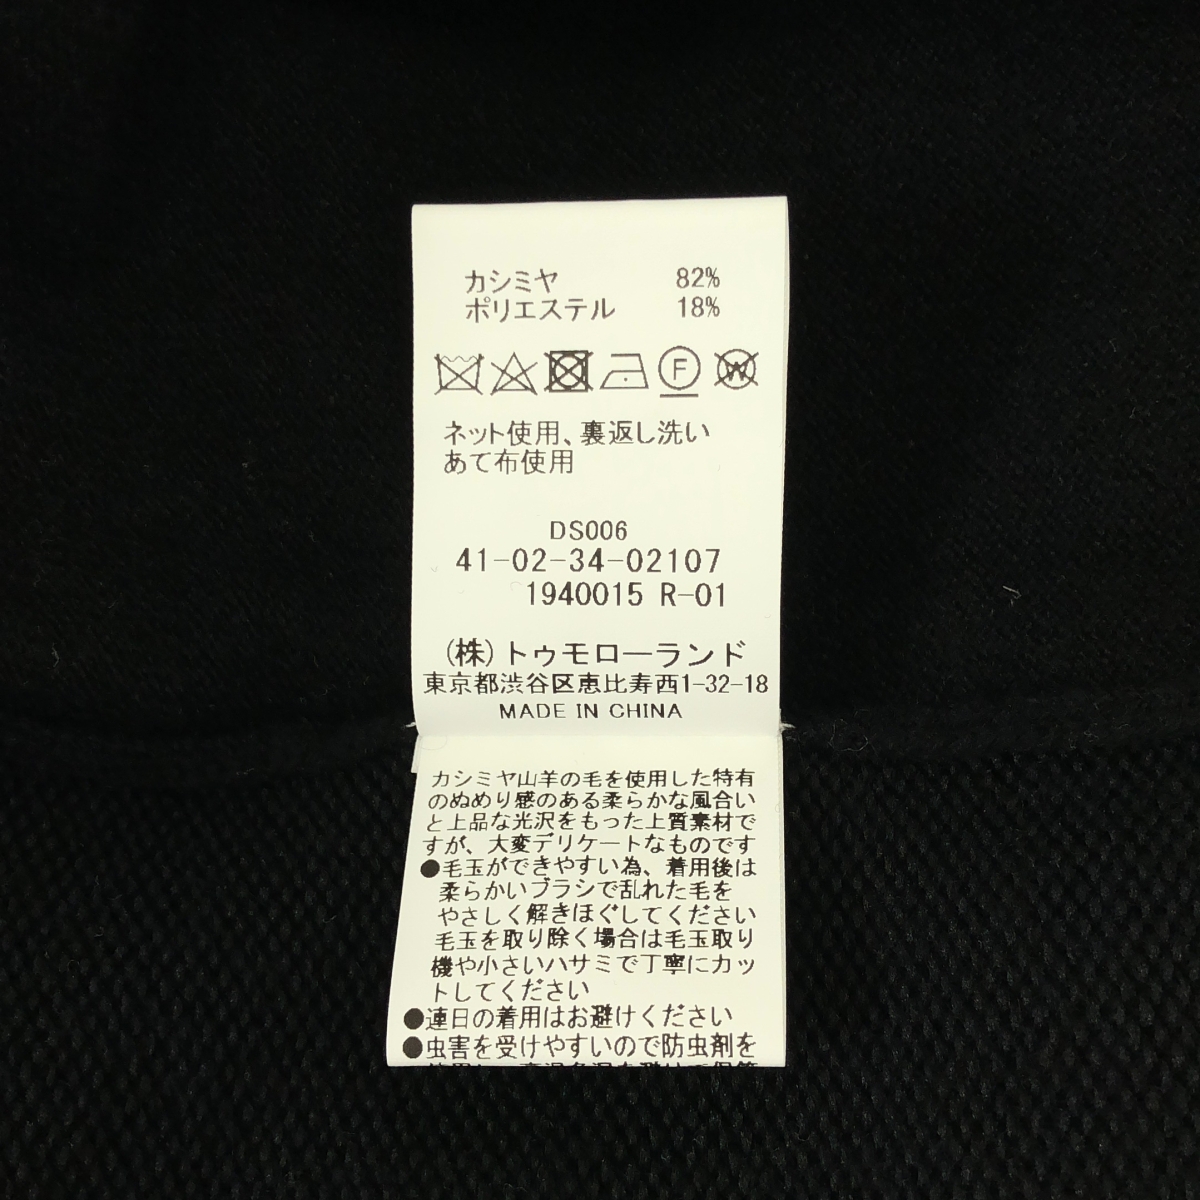 カシミヤ 82%
ポリエステル 18%
F W
ネット使用、裏返し洗い
あて布使用
DS006
41-02-34-02107
1940015 R-01
(株)トゥモローランド
東京都渋谷区恵比寿西1-32-18
MADE IN CHINA
カシミヤ山羊の毛を使用した特有
のぬめり感のある柔らかな風合い
と上品な光沢をもった上質素材で
すが、大変デリケートなものです
●毛玉ができやすい為、着用後は
柔らかいブラシで乱れた毛を
やさしく解きほぐしてください
毛玉を取り除く場合は毛玉取り
機や小さいハサミで丁寧にカッ
トしてください
●連日の着用はお避けください
●虫害を受けやすいので防虫剤を